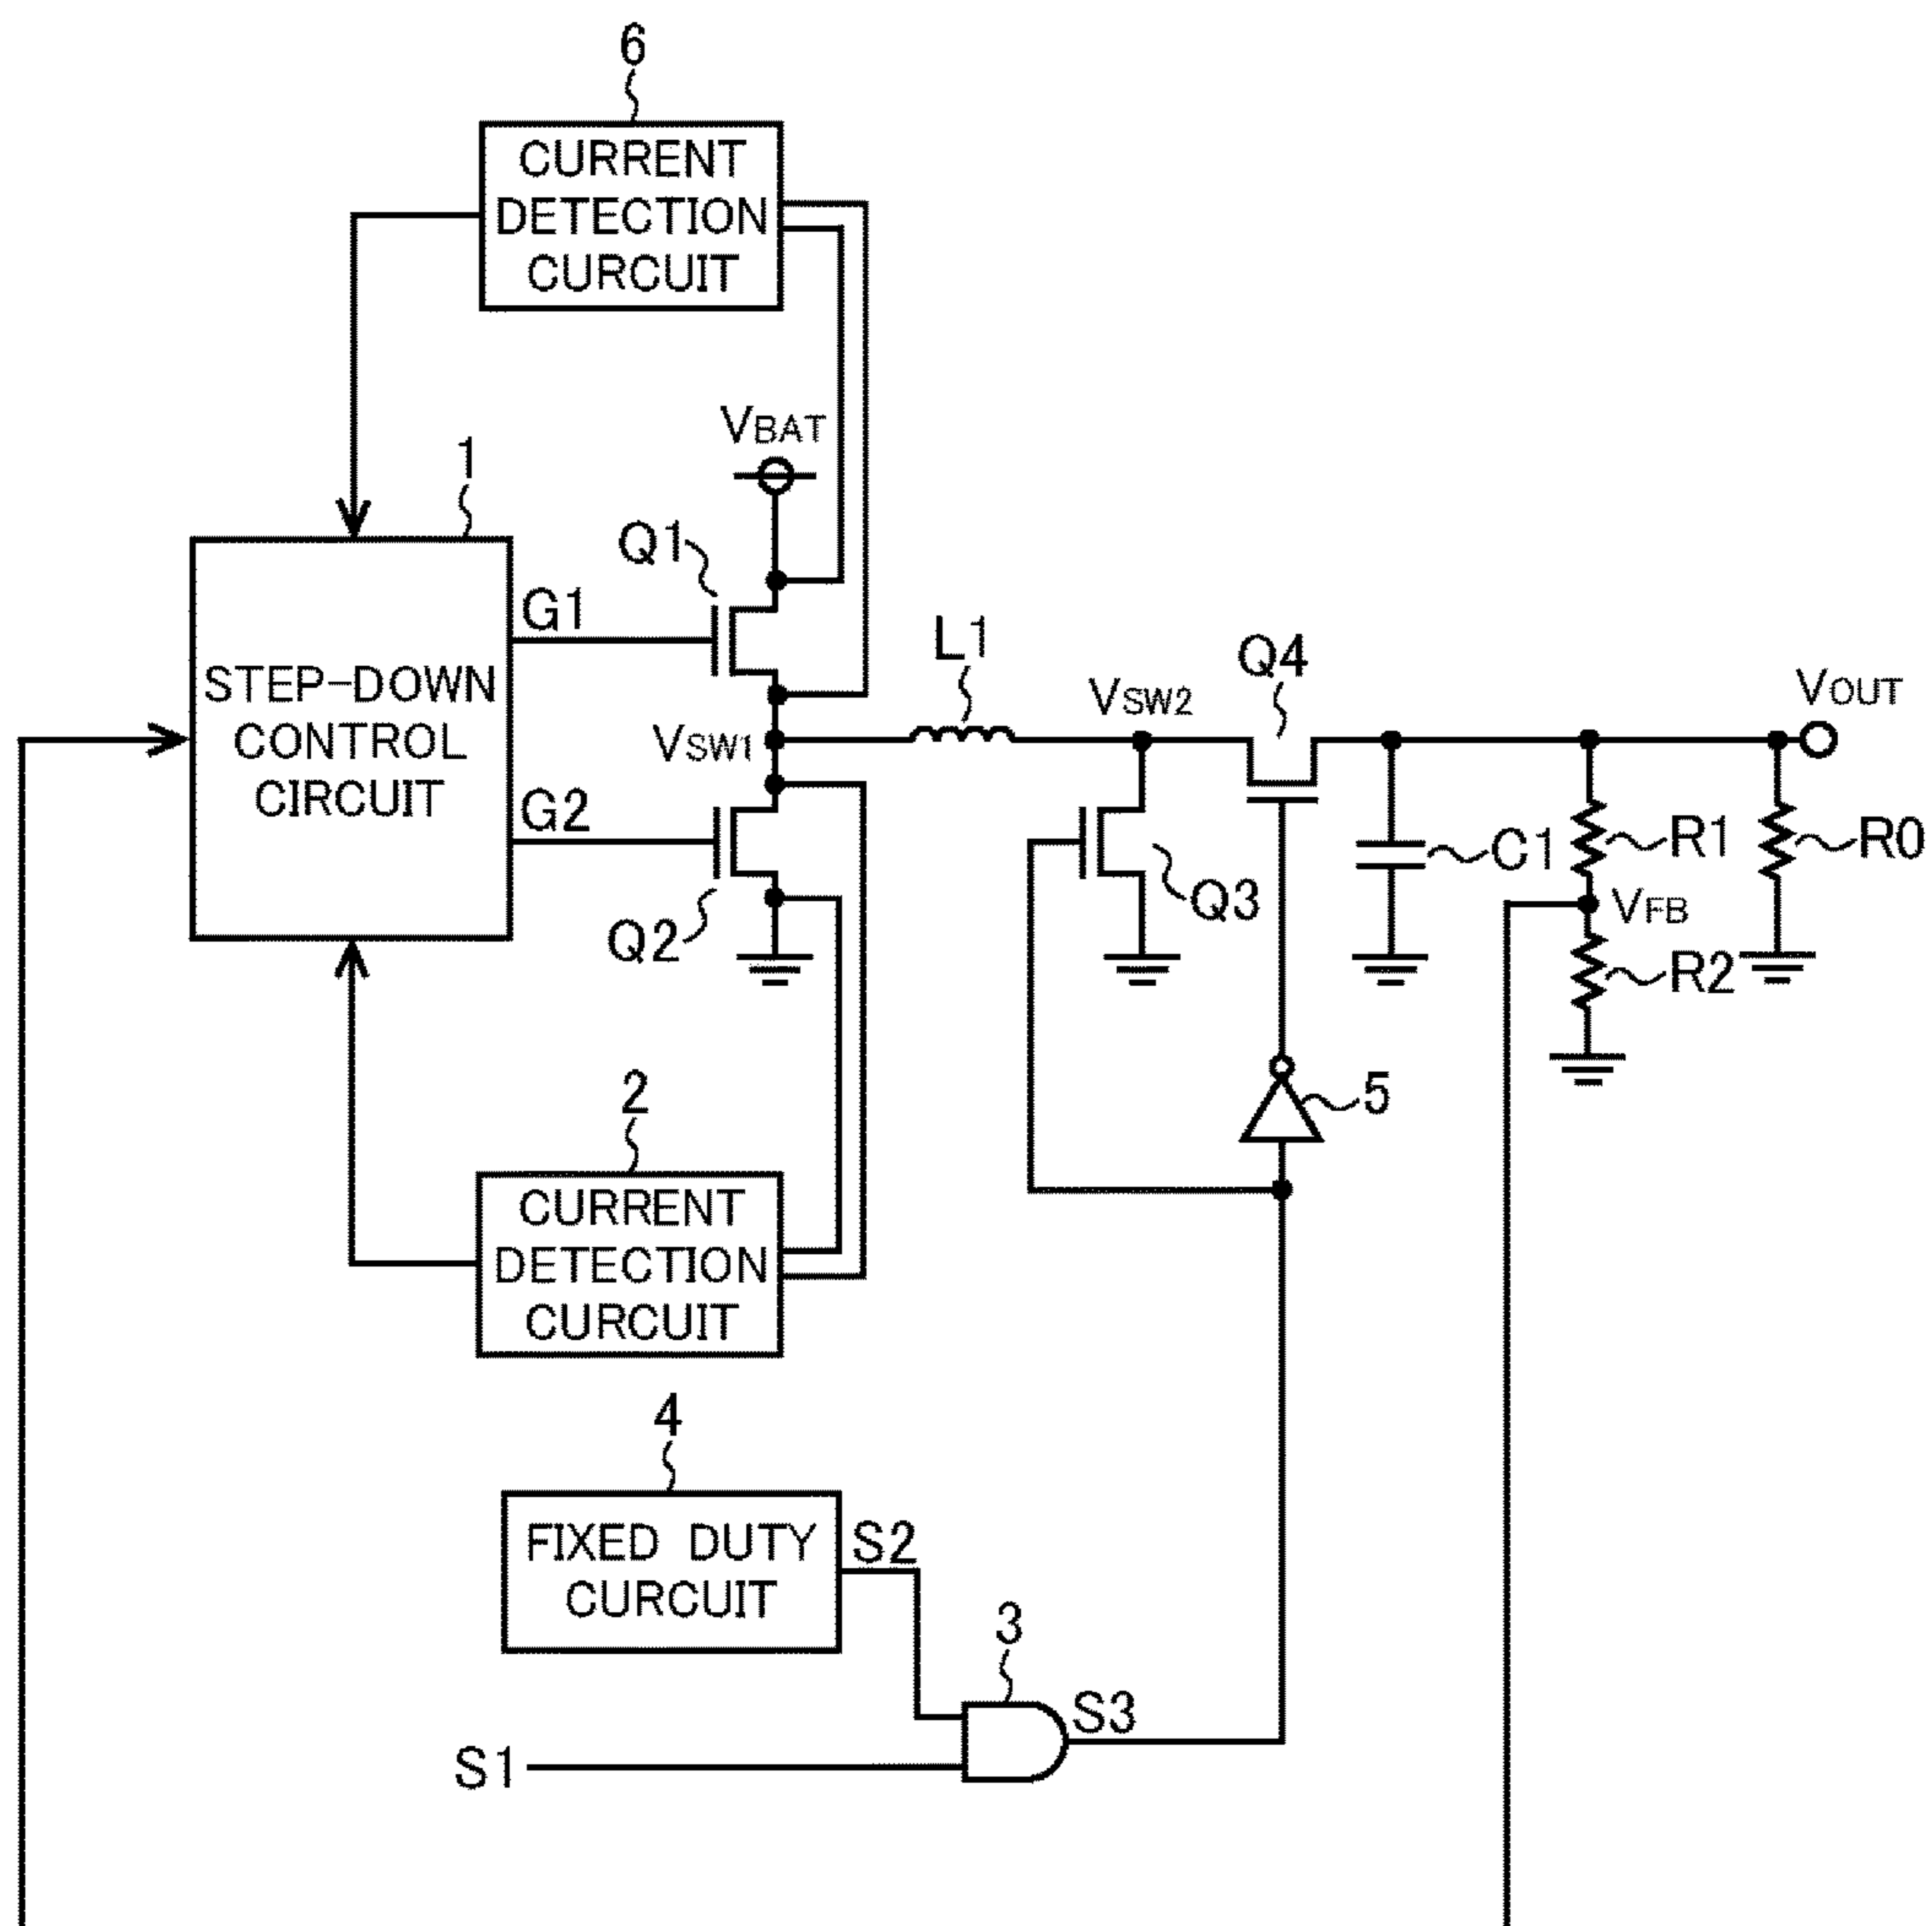 6
CURRENT
DETECTION
CURCUIT
VBAT
1
Q1
G1
STEP-DOWN
CONTROL
CIRCUIT
L1
Q4
VSW2
VOUT
VSW1
G2
Q2
Q3
C1
R1
R0
VFB
R2
5
2
CURRENT
DETECTION
CURCUIT
4
FIXED DUTY
CURCUIT
S2
3
S3
S1